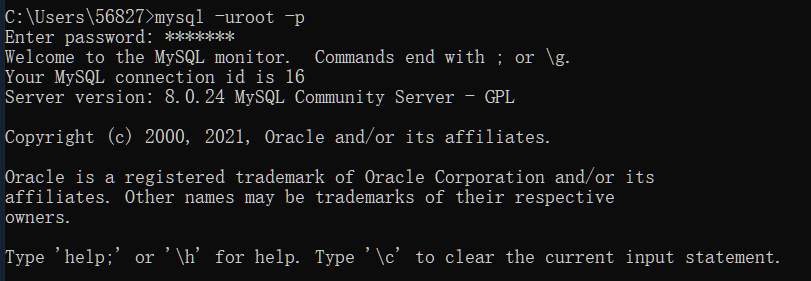 C:\Users\56827>mysql -uroot -p
Enter password: *******
Welcome to the MySQL monitor.  Commands end with ; or \g.
Your MySQL connection id is 16
Server version: 8.0.24 MySQL Community Server - GPL
Copyright (c) 2000, 2021, Oracle and/or its affiliates.
Oracle is a registered trademark of Oracle Corporation and/or its
affiliates. Other names may be trademarks of their respective
owners.
Type 'help;' or '\h' for help. Type '\c' to clear the current input statement.